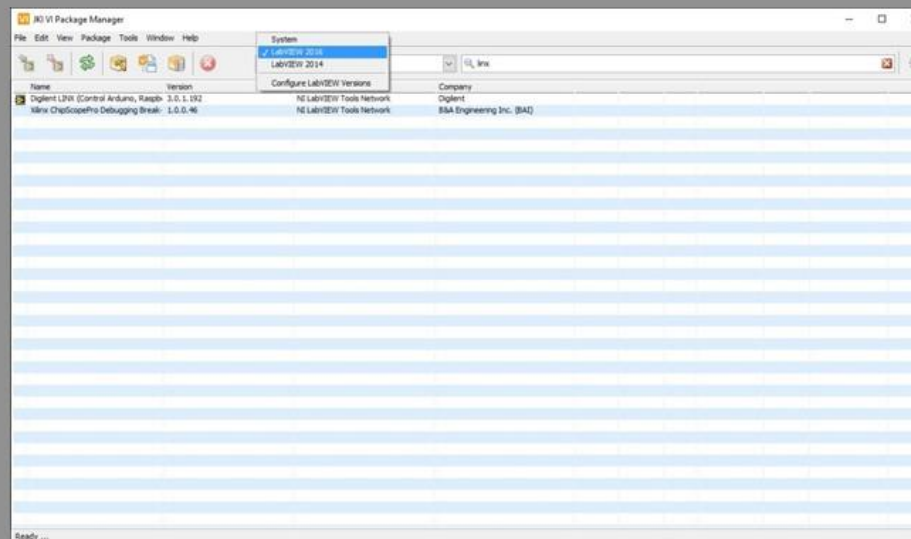 VI JKI VI Package Manager
File Edit View Package Tools Window Help
System
LabVIEW 2016
LabVIEW 2014
Configure LabVIEW Versions
linx
Name Version Company
Digilent LINX (Control Arduino, Raspb 3.0.1.192 NI LabVIEW Tools Network Digilent
Xilinx ChipScopePro Debugging Break- 1.0.0.46 NI LabVIEW Tools Network B&A Engineering Inc. (BAI)
Ready ...